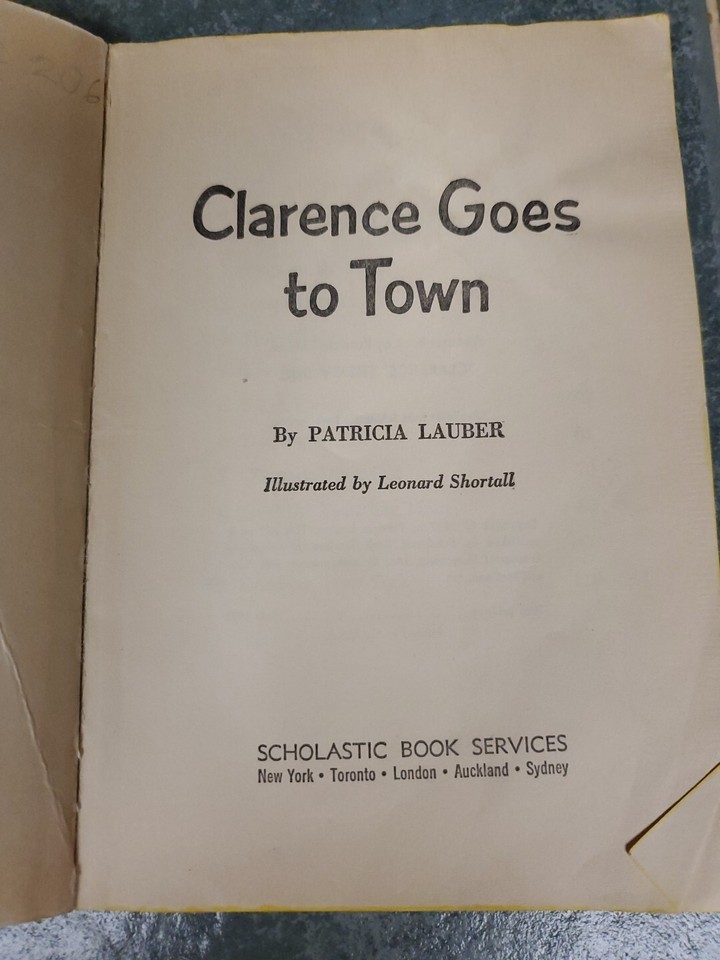 206
Clarence Goes
to Town
By PATRICIA LAUBER
Illustrated by Leonard Shortall
SCHOLASTIC BOOK SERVICES
New York • Toronto • London • Auckland • Sydney